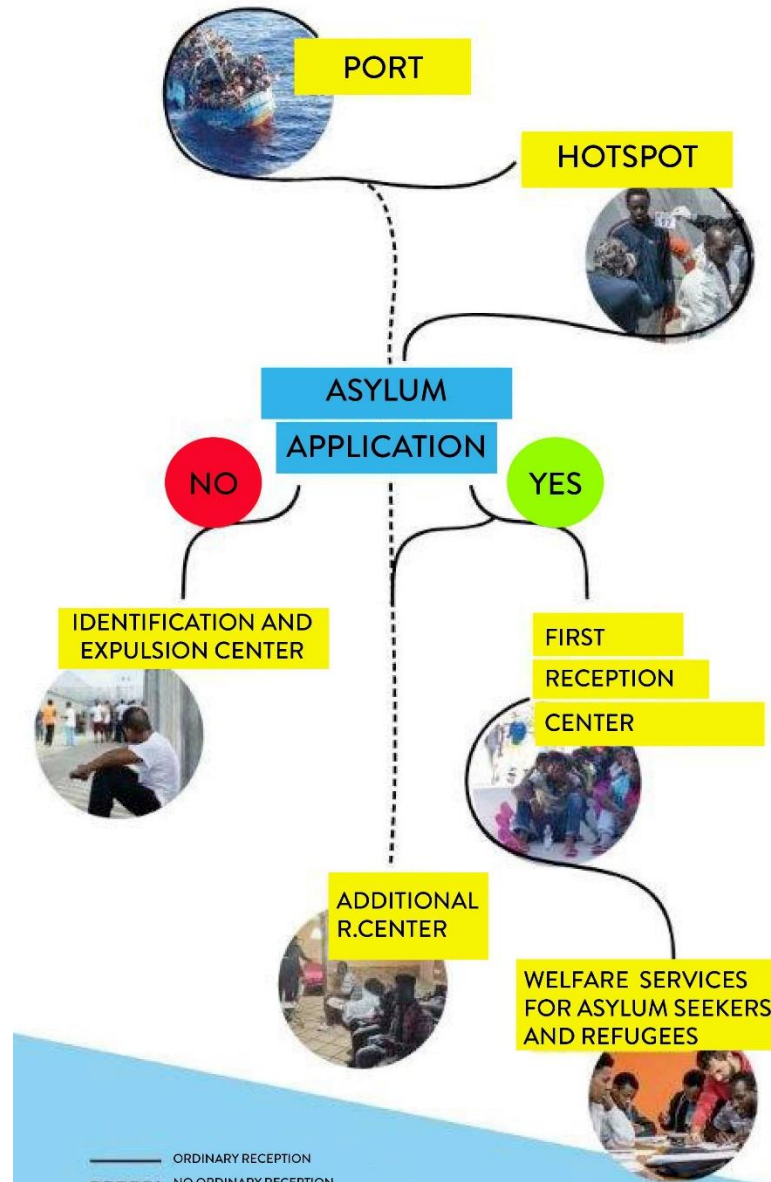 PORT
HOTSPOT
ASYLUM
APPLICATION
NO
YES
IDENTIFICATION AND
EXPULSION CENTER
FIRST
RECEPTION
CENTER
ADDITIONAL
R.CENTER
WELFARE SERVICES
FOR ASYLUM SEEKERS
AND REFUGEES
ORDINARY RECEPTION
NO ORDINARY RECEPTION